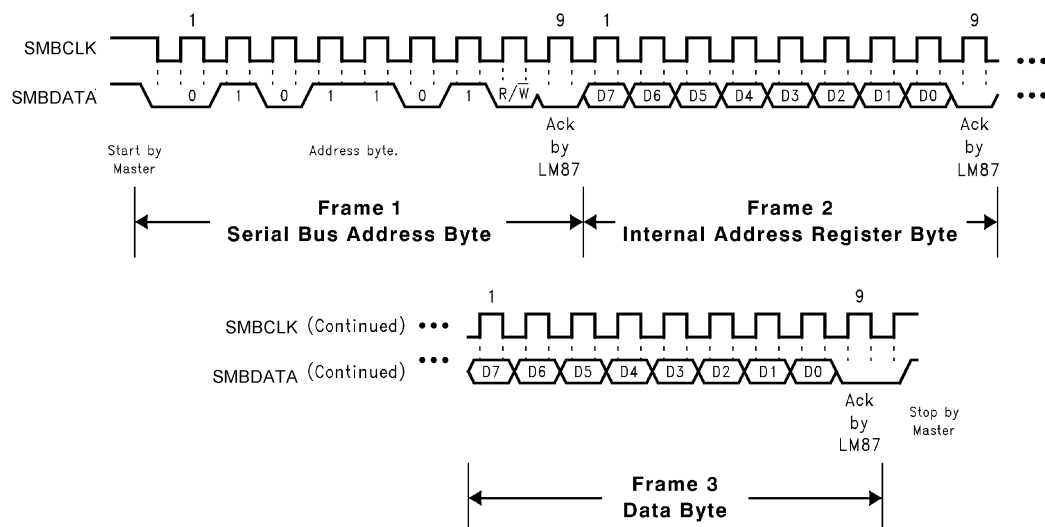 1 9 1 9
SMBCLK
SMBDATA
0 1 0 1 1 0 1 R/W̅ D7 D6 D5 D4 D3 D2 D1 D0
Start by
Master
Address byte.
Ack
by
LM87
Ack
by
LM87
Frame 1
Serial Bus Address Byte
Frame 2
Internal Address Register Byte
1 9
SMBCLK (Continued)
SMBDATA (Continued)
D7 D6 D5 D4 D3 D2 D1 D0
Ack
by
LM87
Stop by
Master
Frame 3
Data Byte